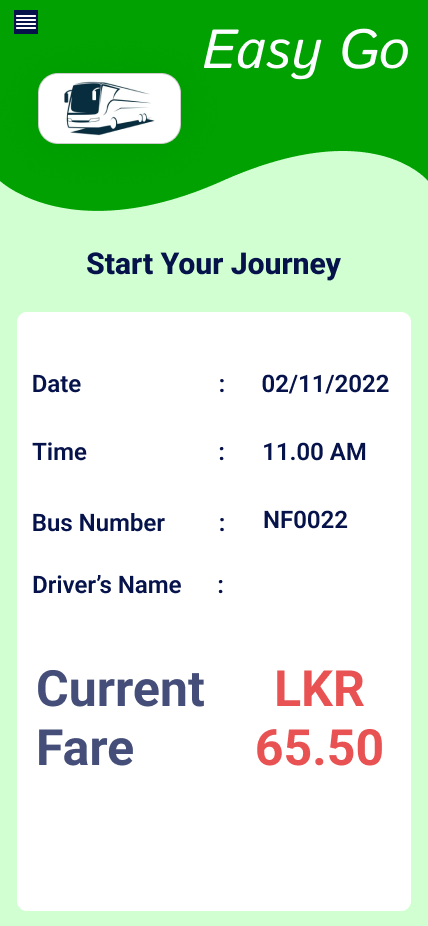 Easy Go
Start Your Journey
Date : 02/11/2022
Time : 11.00 AM
Bus Number : NF0022
Driver’s Name :
Current LKR
Fare 65.50